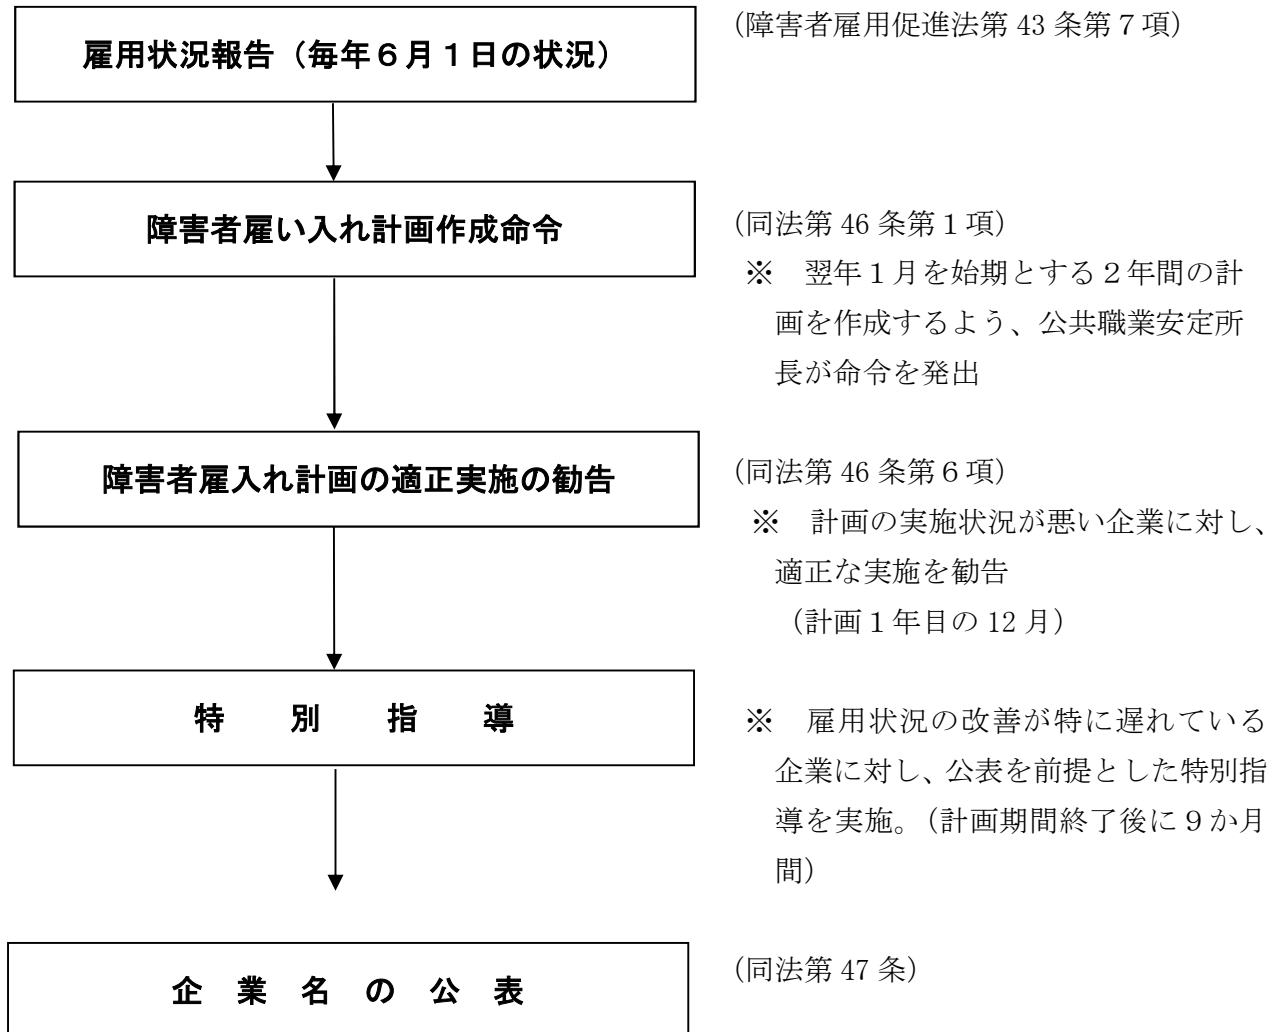 雇用状況報告（毎年６月１日の状況）
（障害者雇用促進法第 43 条第７項）
障害者雇い入れ計画作成命令
（同法第 46 条第１項）
※　翌年１月を始期とする２年間の計
画を作成するよう、公共職業安定所
長が命令を発出
障害者雇入れ計画の適正実施の勧告
（同法第 46 条第６項）
※　計画の実施状況が悪い企業に対し、
適正な実施を勧告
（計画１年目の 12 月）
特　別　指　導
※　雇用状況の改善が特に遅れている
企業に対し、公表を前提とした特別指
導を実施。（計画期間終了後に９か月
間）
企　業　名　の　公　表
（同法第 47 条）